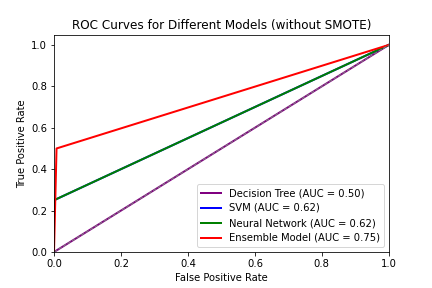 ROC Curves for Different Models (without SMOTE)
True Positive Rate
1.0
0.8
0.6
0.4
0.2
0.0
Decision Tree (AUC = 0.50)
SVM (AUC = 0.62)
Neural Network (AUC = 0.62)
Ensemble Model (AUC = 0.75)
0.0 0.2 0.4 0.6 0.8 1.0
False Positive Rate